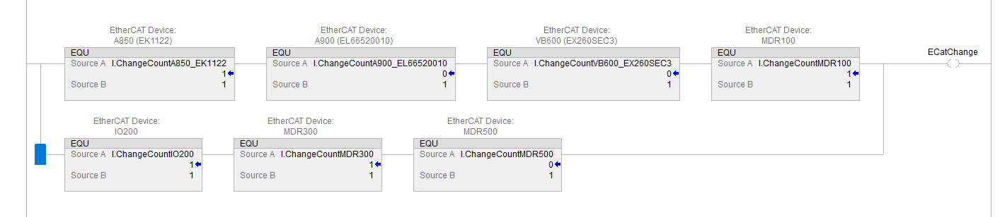 EtherCAT Device:
A850 (EK1122)
EQU
Source A I.ChangeCountA850_EK1122
1
Source B 1
EtherCAT Device:
A900 (EL66520010)
EQU
Source A I.ChangeCountA900_EL66520010
0
Source B 1
EtherCAT Device:
VB600 (EX260SEC3)
EQU
Source A I.ChangeCountVB600_EX260SEC3
0
Source B 1
EtherCAT Device:
MDR100
EQU
Source A I.ChangeCountMDR100
1
Source B 1
ECatChange
EtherCAT Device:
IO200
EQU
Source A I.ChangeCountIO200
1
Source B 1
EtherCAT Device:
MDR300
EQU
Source A I.ChangeCountMDR300
1
Source B 1
EtherCAT Device:
MDR500
EQU
Source A I.ChangeCountMDR500
0
Source B 1